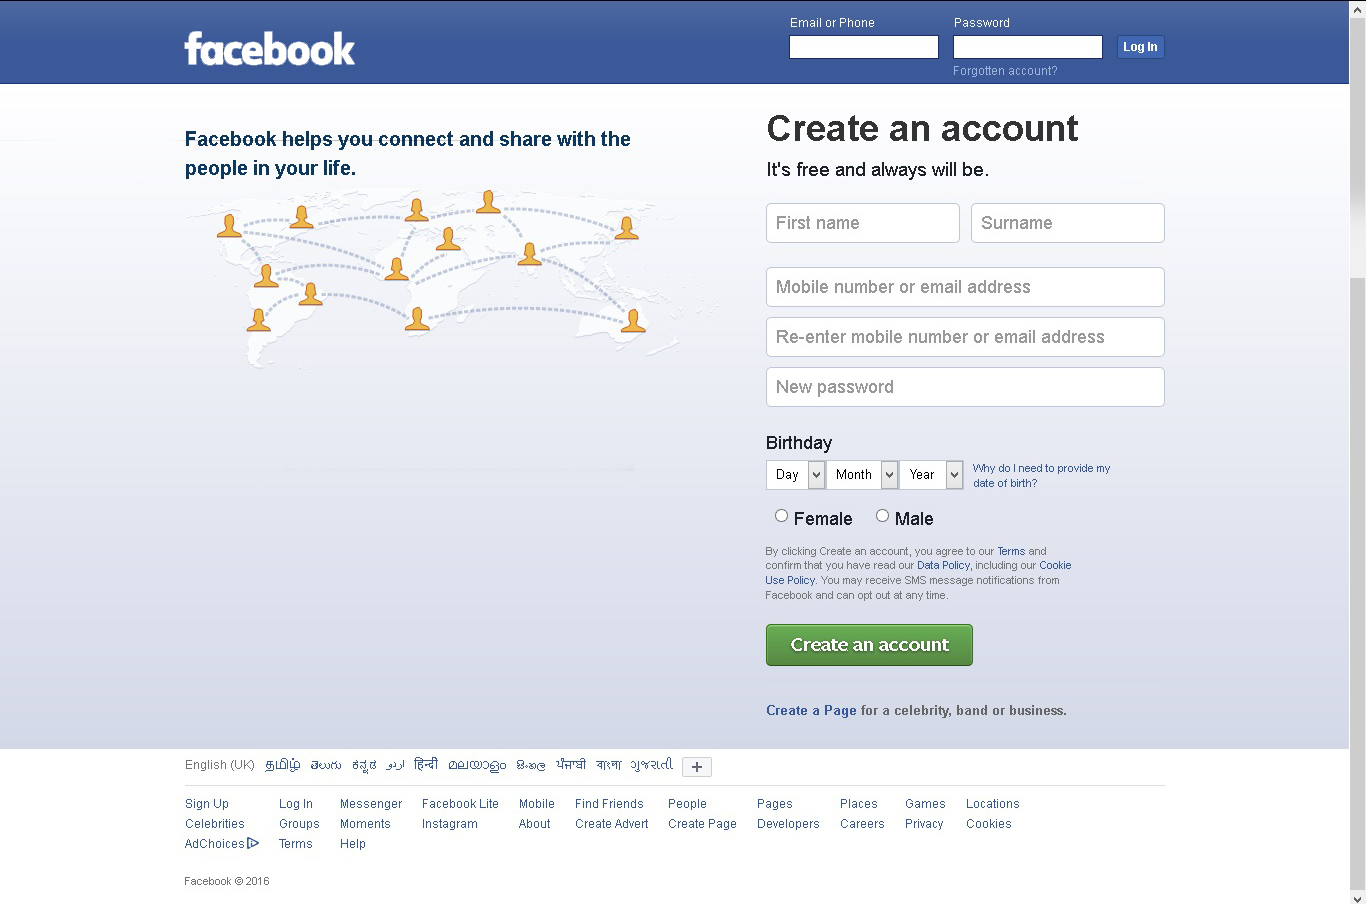 facebook
Email or Phone
Password
Log In
Forgotten account?
Facebook helps you connect and share with the
people in your life.
Create an account
It's free and always will be.
First name
Surname
Mobile number or email address
Re-enter mobile number or email address
New password
Birthday
Day
Month
Year
Why do I need to provide my
date of birth?
Female
Male
By clicking Create an account, you agree to our Terms and
confirm that you have read our Data Policy, including our Cookie
Use Policy. You may receive SMS message notifications from
Facebook and can opt out at any time.
Create an account
Create a Page for a celebrity, band or business.
English (UK) தமிழ் తెలుగు ಕನ್ನಡ اردو हिन्दी മലയാളം සිංහල ਪੰਜਾਬੀ বাংলা ગુજરાતી +
Sign Up Log In Messenger Facebook Lite Mobile Find Friends People Pages Places Games Locations
Celebrities Groups Moments Instagram About Create Advert Create Page Developers Careers Privacy Cookies
AdChoices Terms Help
Facebook © 2016